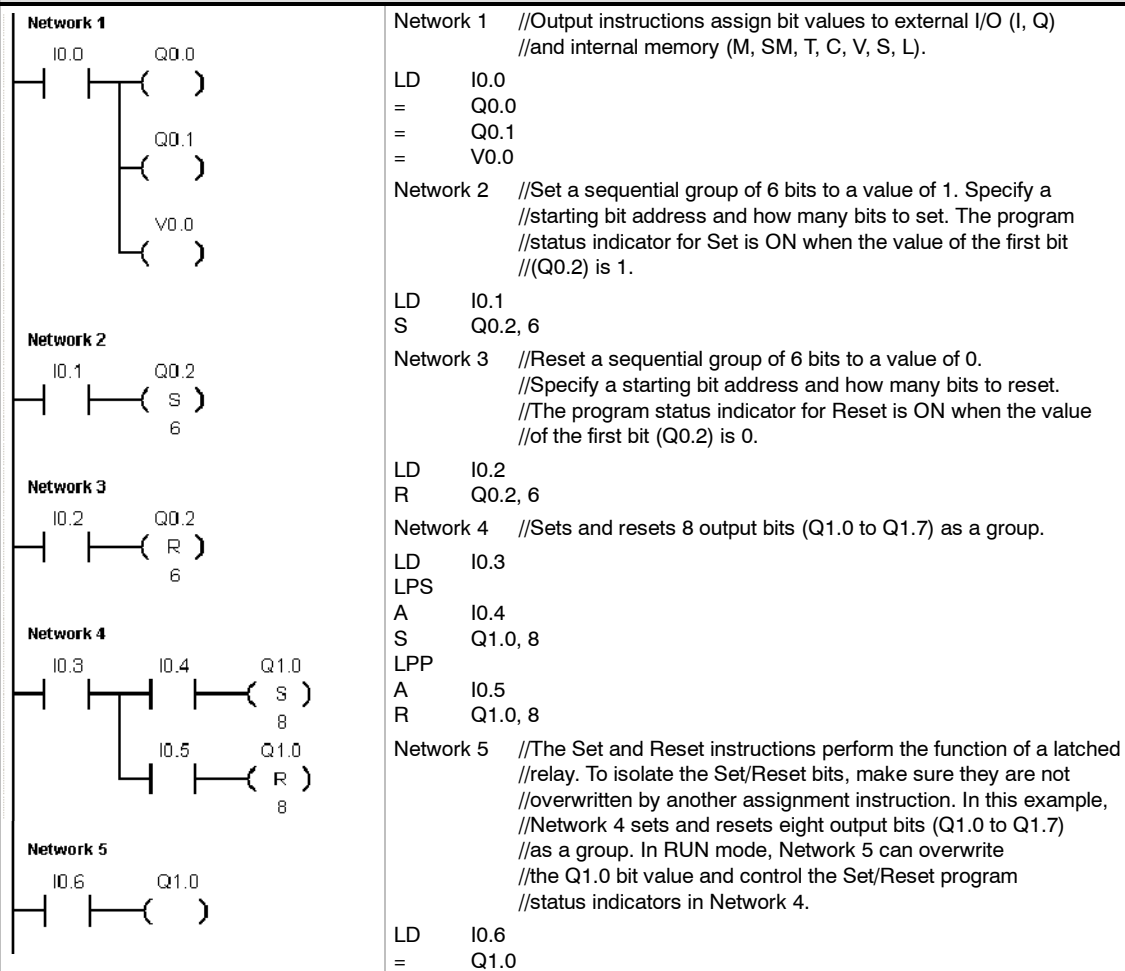 Network 1
I0.0 Q0.0
Q0.1
V0.0
Network 2
I0.1 Q0.2
S
6
Network 3
I0.2 Q0.2
R
6
Network 4
I0.3 I0.4 Q1.0
S
8
I0.5 Q1.0
R
8
Network 5
I0.6 Q1.0
Network 1 //Output instructions assign bit values to external I/O (I, Q)
//and internal memory (M, SM, T, C, V, S, L).
LD I0.0
= Q0.0
= Q0.1
= V0.0
Network 2 //Set a sequential group of 6 bits to a value of 1. Specify a
//starting bit address and how many bits to set. The program
//status indicator for Set is ON when the value of the first bit
//(Q0.2) is 1.
LD I0.1
S Q0.2, 6
Network 3 //Reset a sequential group of 6 bits to a value of 0.
//Specify a starting bit address and how many bits to reset.
//The program status indicator for Reset is ON when the value
//of the first bit (Q0.2) is 0.
LD I0.2
R Q0.2, 6
Network 4 //Sets and resets 8 output bits (Q1.0 to Q1.7) as a group.
LD I0.3
LPS
A I0.4
S Q1.0, 8
LPP
A I0.5
R Q1.0, 8
Network 5 //The Set and Reset instructions perform the function of a latched
//relay. To isolate the Set/Reset bits, make sure they are not
//overwritten by another assignment instruction. In this example,
//Network 4 sets and resets eight output bits (Q1.0 to Q1.7)
//as a group. In RUN mode, Network 5 can overwrite
//the Q1.0 bit value and control the Set/Reset program
//status indicators in Network 4.
LD I0.6
= Q1.0